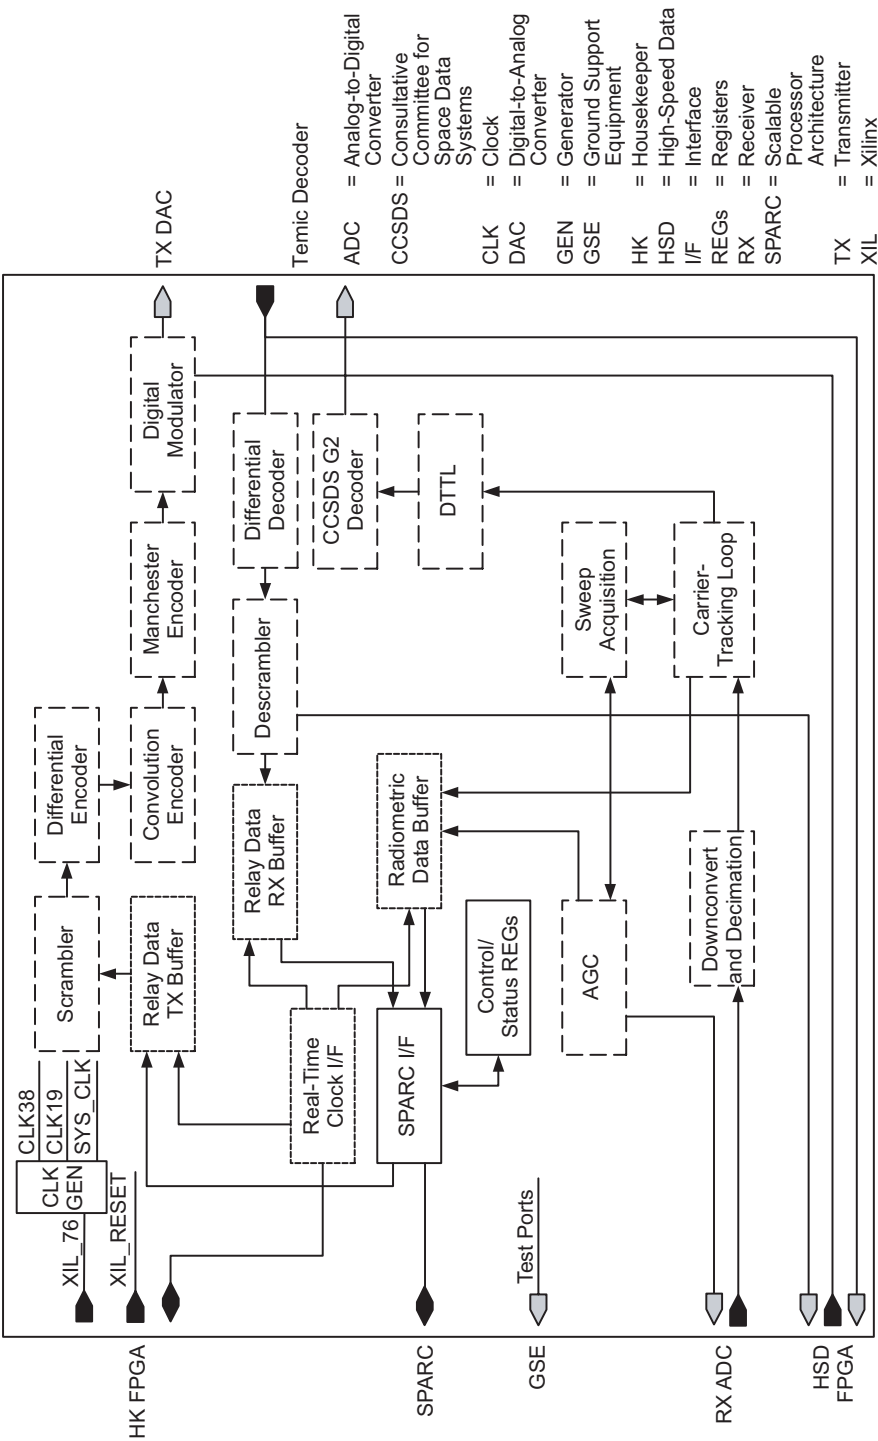 HK FPGA
SPARC
GSE
RX ADC
HSD
FPGA
XIL_76
XIL_RESET
CLK
GEN
CLK38
CLK19
SYS_CLK
Test Ports
Scrambler
Differential
Encoder
Relay Data
TX Buffer
Convolution
Encoder
Manchester
Encoder
Digital
Modulator
Real-Time
Clock I/F
Relay Data
RX Buffer
Descrambler
Differential
Decoder
SPARC I/F
Radiometric
Data Buffer
CCSDS G2
Decoder
Control/
Status REGs
DTTL
AGC
Sweep
Acquisition
Downconvert
and Decimation
Carrier-
Tracking Loop
TX DAC
Temic Decoder
ADC = Analog-to-Digital
Converter
CCSDS = Consultative
Committee for
Space Data
Systems
CLK = Clock
DAC = Digital-to-Analog
Converter
GEN = Generator
GSE = Ground Support
Equipment
HK = Housekeeper
HSD = High-Speed Data
I/F = Interface
REGs = Registers
RX = Receiver
SPARC = Scalable
Processor
Architecture
TX = Transmitter
XIL = Xilinx